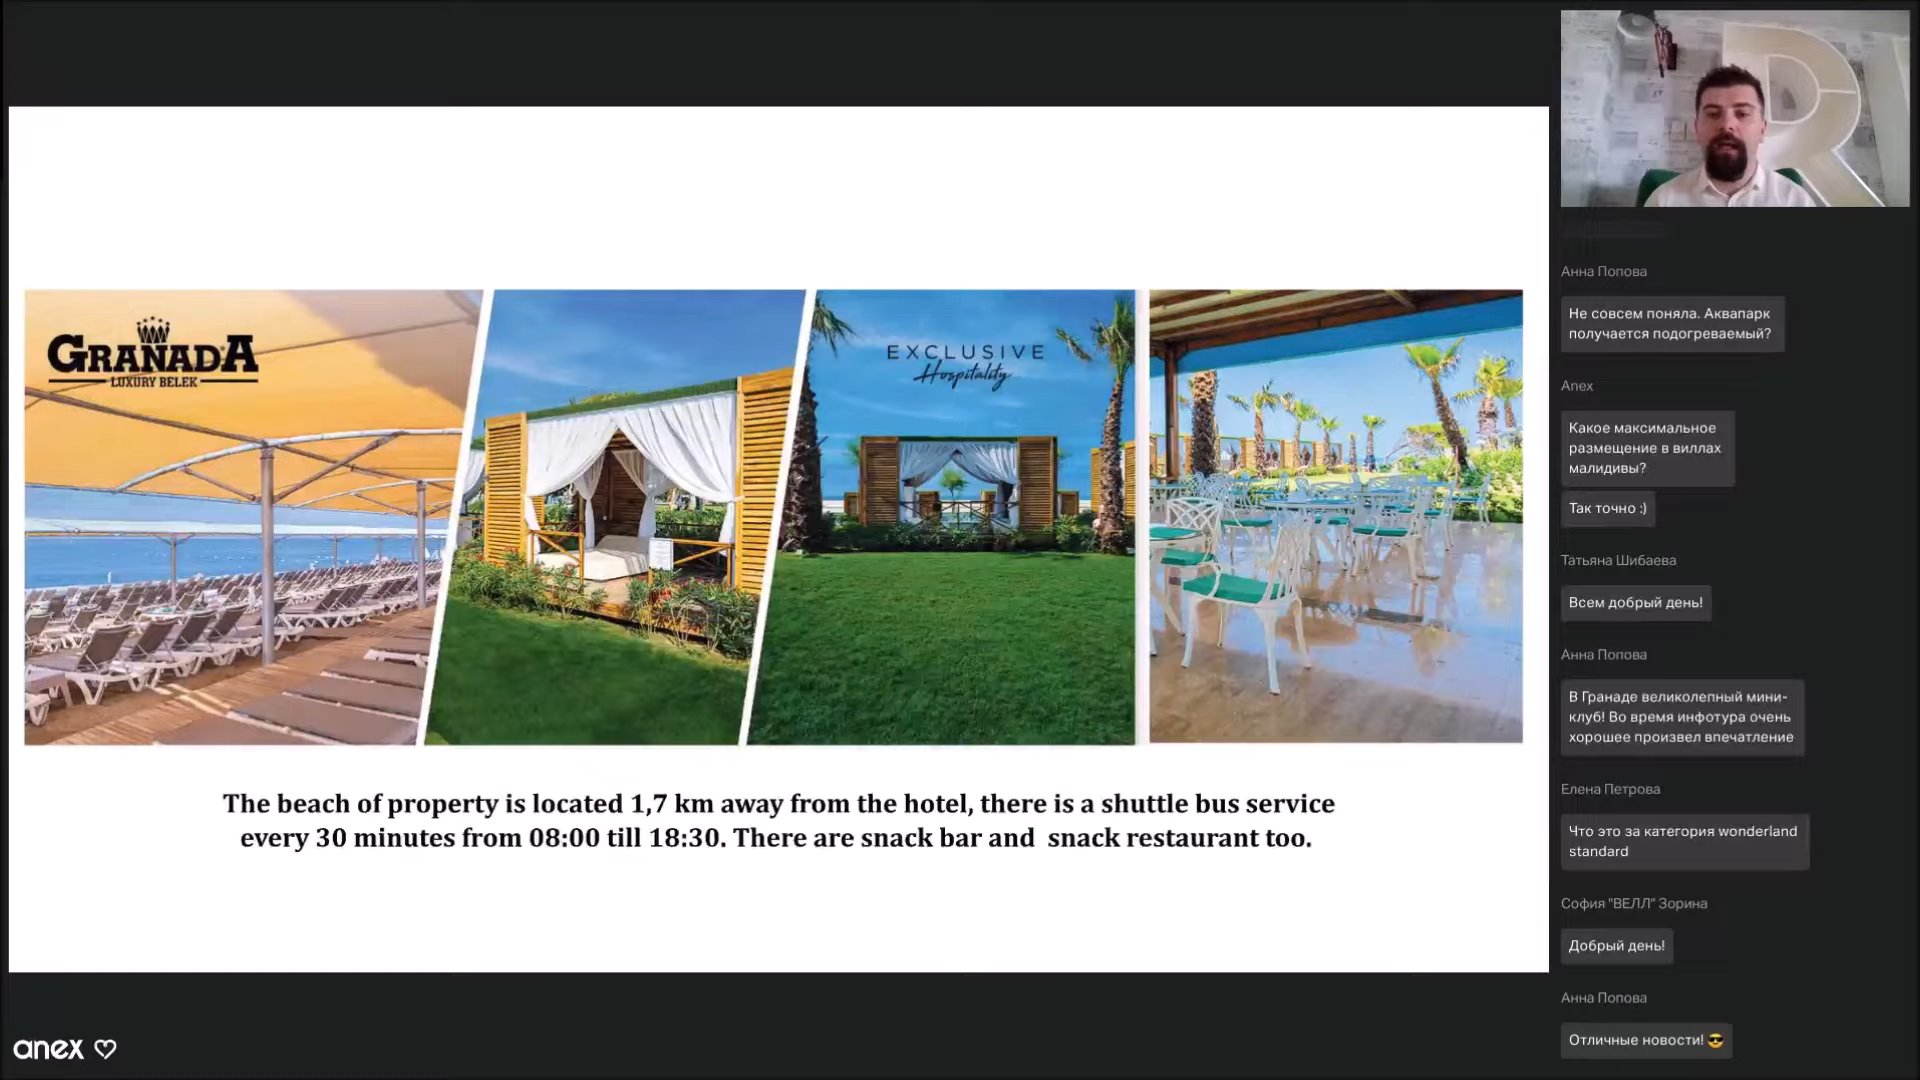 GRANADA
LUXURY BELEK
EXCLUSIVE
Hospitality
The beach of property is located 1,7 km away from the hotel, there is a shuttle bus service
every 30 minutes from 08:00 till 18:30. There are snack bar and  snack restaurant too.
anex
R
Анна Попова
Не совсем поняла. Аквапарк
получается подогреваемый?
Anex
Какое максимальное
размещение в виллах
малидивы?
Так точно :)
Татьяна Шибаева
Всем добрый день!
Анна Попова
В Гранаде великолепный мини-
клуб! Во время инфотура очень
хорошее произвел впечатление
Елена Петрова
Что это за категория wonderland
standard
София "ВЕЛЛ" Зорина
Добрый день!
Анна Попова
Отличные новости! 😎